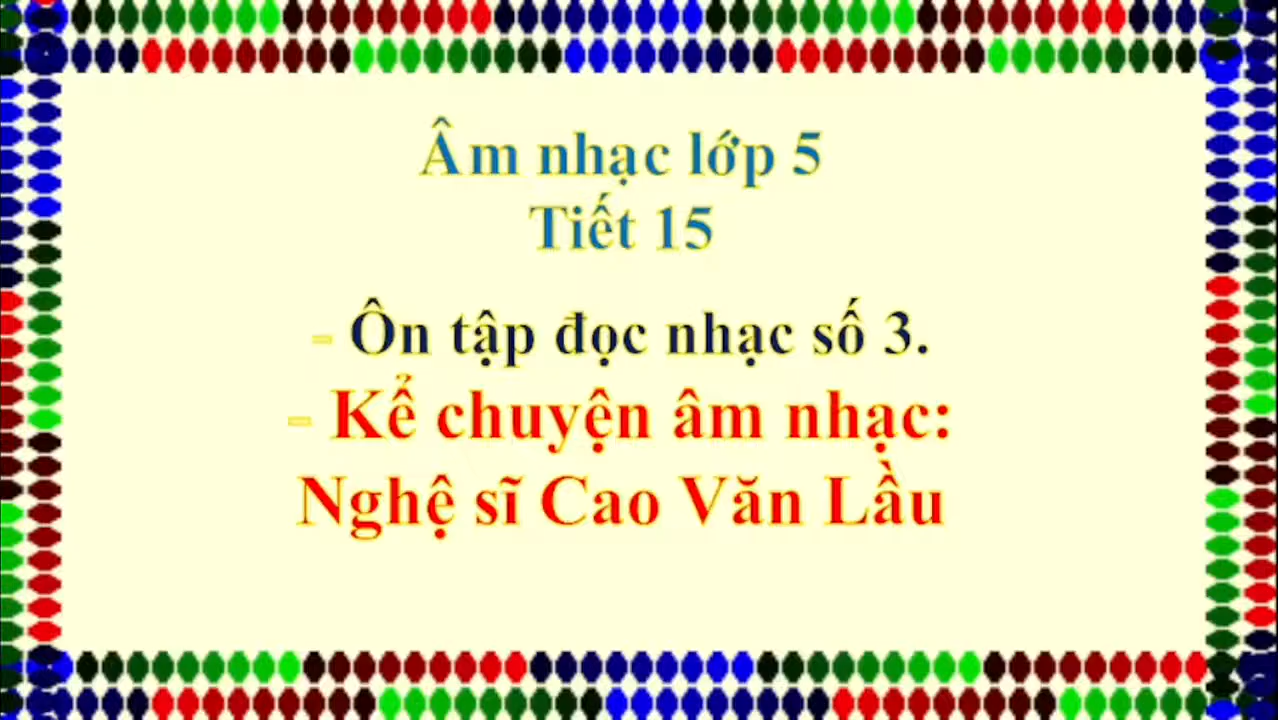 Âm nhạc lớp 5
Tiết 15
- Ôn tập đọc nhạc số 3.
- Kể chuyện âm nhạc:
Nghệ sĩ Cao Văn Lầu